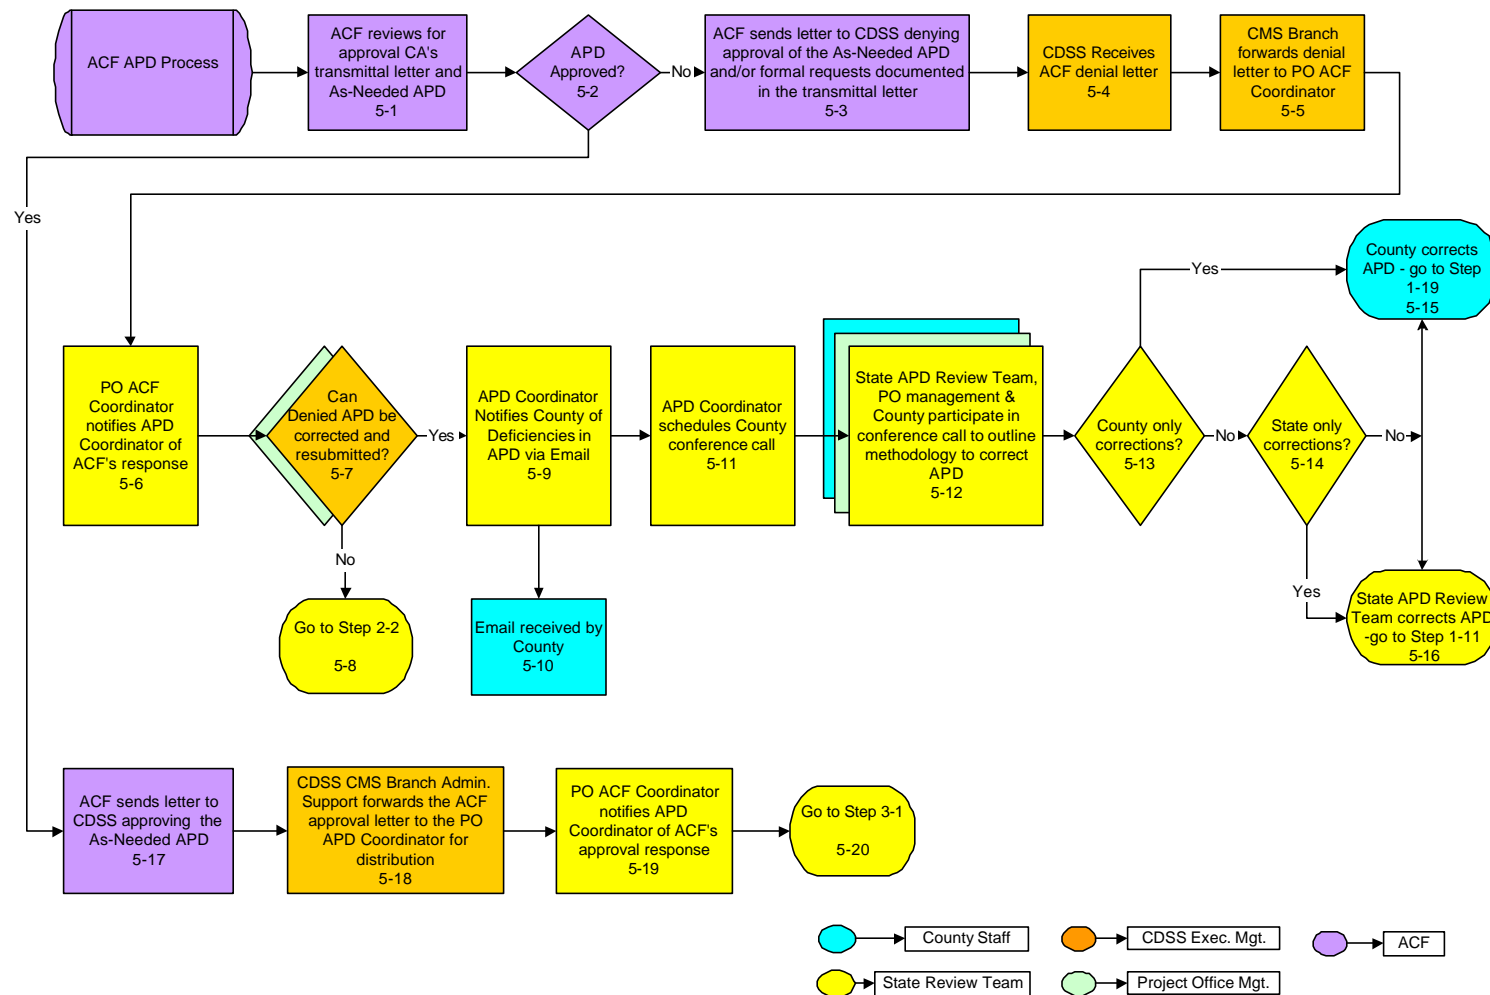 ACF APD Process
ACF reviews for
approval CA's
transmittal letter and
As-Needed APD
5-1
APD
Approved?
5-2
No
ACF sends letter to CDSS denying
approval of the As-Needed APD
and/or formal requests documented
in the transmittal letter
5-3
CDSS Receives
ACF denial letter
5-4
CMS Branch
forwards denial
letter to PO ACF
Coordinator
5-5
Yes
PO ACF
Coordinator
notifies APD
Coordinator of
ACF's response
5-6
Can
Denied APD be
corrected and
resubmitted?
5-7
Yes
No
Go to Step 2-2
5-8
APD Coordinator
Notifies County of
Deficiencies in
APD via Email
5-9
Email received by
County
5-10
APD Coordinator
schedules County
conference call
5-11
State APD Review Team,
PO management &
County participate in
conference call to outline
methodology to correct
APD
5-12
County only
corrections?
5-13
Yes
No
State only
corrections?
5-14
No
Yes
County corrects
APD - go to Step
1-19
5-15
State APD Review
Team corrects APD
-go to Step 1-11
5-16
ACF sends letter to
CDSS approving the
As-Needed APD
5-17
CDSS CMS Branch Admin.
Support forwards the ACF
approval letter to the PO
APD Coordinator for
distribution
5-18
PO ACF Coordinator
notifies APD
Coordinator of ACF's
approval response
5-19
Go to Step 3-1
5-20
County Staff
CDSS Exec. Mgt.
ACF
State Review Team
Project Office Mgt.